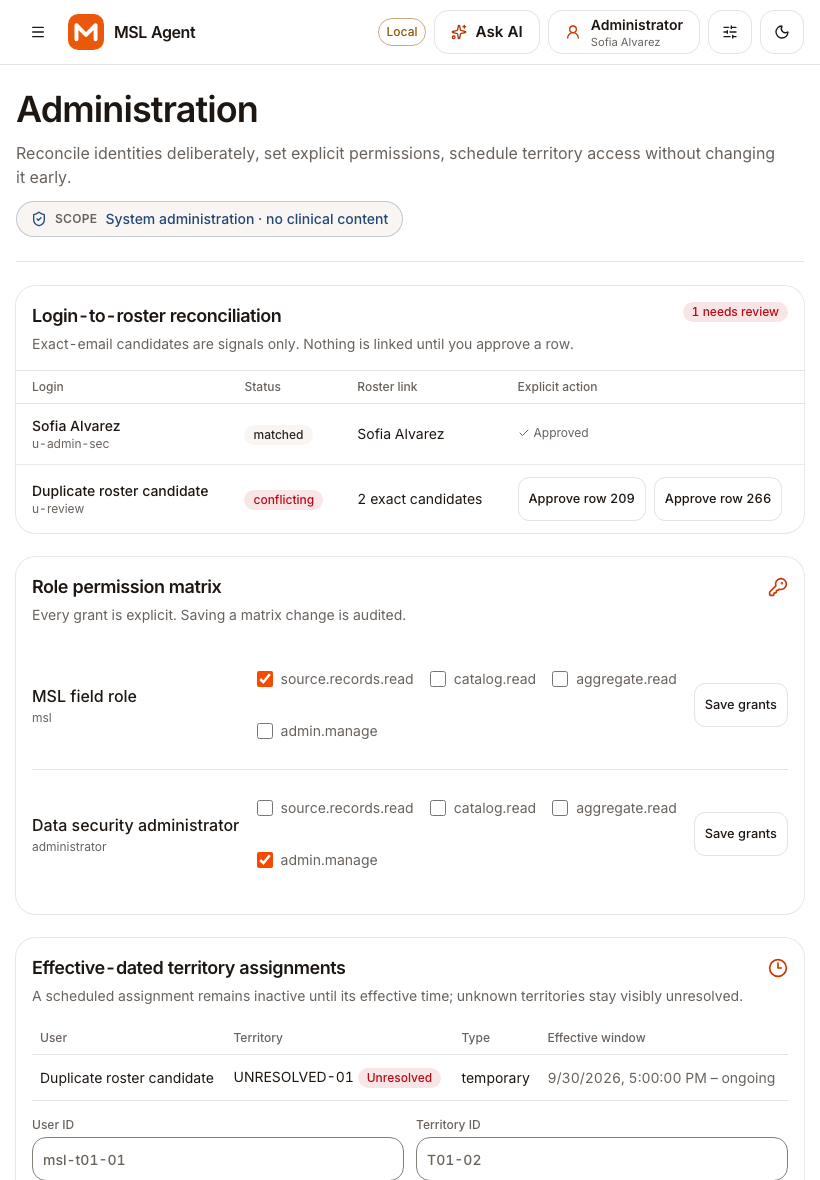 MSL Agent
Local
Ask AI
Administrator
Sofia Alvarez
Administration
Reconcile identities deliberately, set explicit permissions, schedule territory access without changing
it early.
SCOPE System administration · no clinical content
Login-to-roster reconciliation
1 needs review
Exact-email candidates are signals only. Nothing is linked until you approve a row.
Login Status Roster link Explicit action
Sofia Alvarez
u-admin-sec
matched
Sofia Alvarez
Approved
Duplicate roster candidate
u-review
conflicting
2 exact candidates
Approve row 209
Approve row 266
Role permission matrix
Every grant is explicit. Saving a matrix change is audited.
MSL field role
msl
source.records.read catalog.read aggregate.read
admin.manage
Save grants
Data security administrator
administrator
source.records.read catalog.read aggregate.read
admin.manage
Save grants
Effective-dated territory assignments
A scheduled assignment remains inactive until its effective time; unknown territories stay visibly unresolved.
User Territory Type Effective window
Duplicate roster candidate UNRESOLVED-01 Unresolved temporary 9/30/2026, 5:00:00 PM – ongoing
User ID
Territory ID
msl-t01-01
T01-02